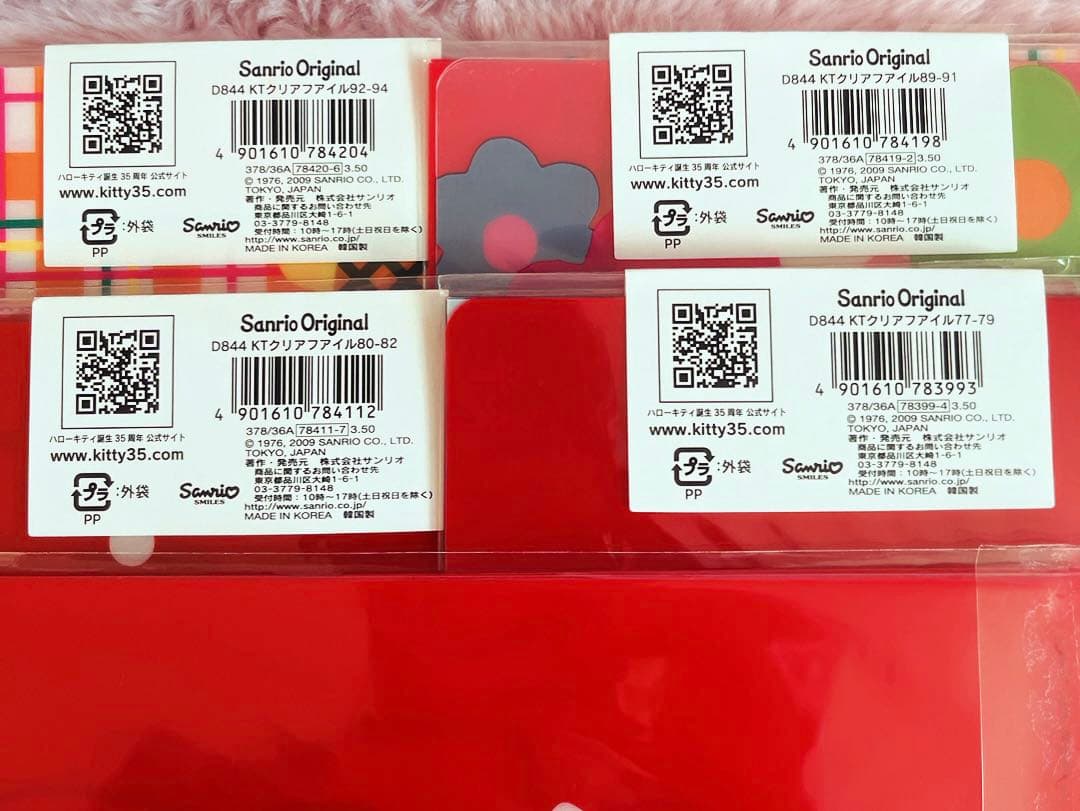 Sanrio Original
D844 KTクリアファイル92-94
4 901610 784204
378/36A 78420-6 3.50
© 1976, 2009 SANRIO CO., LTD.
TOKYO, JAPAN
著作・発売元 株式会社サンリオ
商品に関するお問い合わせ先
東京都品川区大崎1-6-1
03-3779-8148
受付時間：10時〜17時(土日祝日を除く)
http://www.sanrio.co.jp/
MADE IN KOREA 韓国製
ハローキティ誕生35周年 公式サイト
www.kitty35.com
プラ :外袋
PP
Sanrio
SMILES
Sanrio Original
D844 KTクリアファイル89-91
4 901610 784198
378/36A 78419-2 3.50
© 1976, 2009 SANRIO CO., LTD.
TOKYO, JAPAN
著作・発売元 株式会社サンリオ
商品に関するお問い合わせ先
東京都品川区大崎1-6-1
03-3779-8148
受付時間：10時〜17時(土日祝日を除く)
http://www.sanrio.co.jp/
MADE IN KOREA 韓国製
ハローキティ誕生35周年 公式サイト
www.kitty35.com
プラ :外袋
PP
Sanrio
SMILES
Sanrio Original
D844 KTクリアファイル80-82
4 901610 784112
378/36A 78411-7 3.50
© 1976, 2009 SANRIO CO., LTD.
TOKYO, JAPAN
著作・発売元 株式会社サンリオ
商品に関するお問い合わせ先
東京都品川区大崎1-6-1
03-3779-8148
受付時間：10時〜17時(土日祝日を除く)
http://www.sanrio.co.jp/
MADE IN KOREA 韓国製
ハローキティ誕生35周年 公式サイト
www.kitty35.com
プラ :外袋
PP
Sanrio
SMILES
Sanrio Original
D844 KTクリアファイル77-79
4 901610 783993
378/36A 78399-4 3.50
© 1976, 2009 SANRIO CO., LTD.
TOKYO, JAPAN
著作・発売元 株式会社サンリオ
商品に関するお問い合わせ先
東京都品川区大崎1-6-1
03-3779-8148
受付時間：10時〜17時(土日祝日を除く)
http://www.sanrio.co.jp/
MADE IN KOREA 韓国製
ハローキティ誕生35周年 公式サイト
www.kitty35.com
プラ :外袋
PP
Sanrio
SMILES